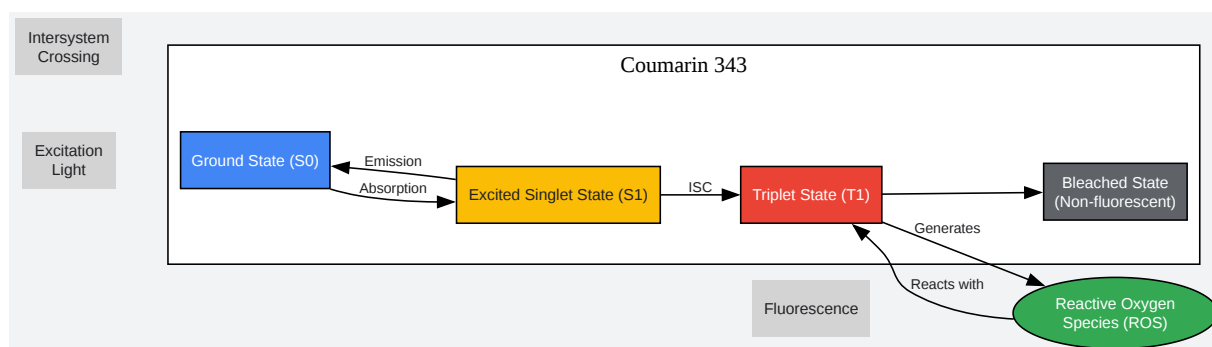 Intersystem
Crossing
Coumarin 343
Excitation
Light
Ground State (S0)
Emission
Absorption
Excited Singlet State (S1)
ISC
Triplet State (T1)
Bleached State
(Non-fluorescent)
Generates
Reacts with
Fluorescence
Reactive Oxygen
Species (ROS)